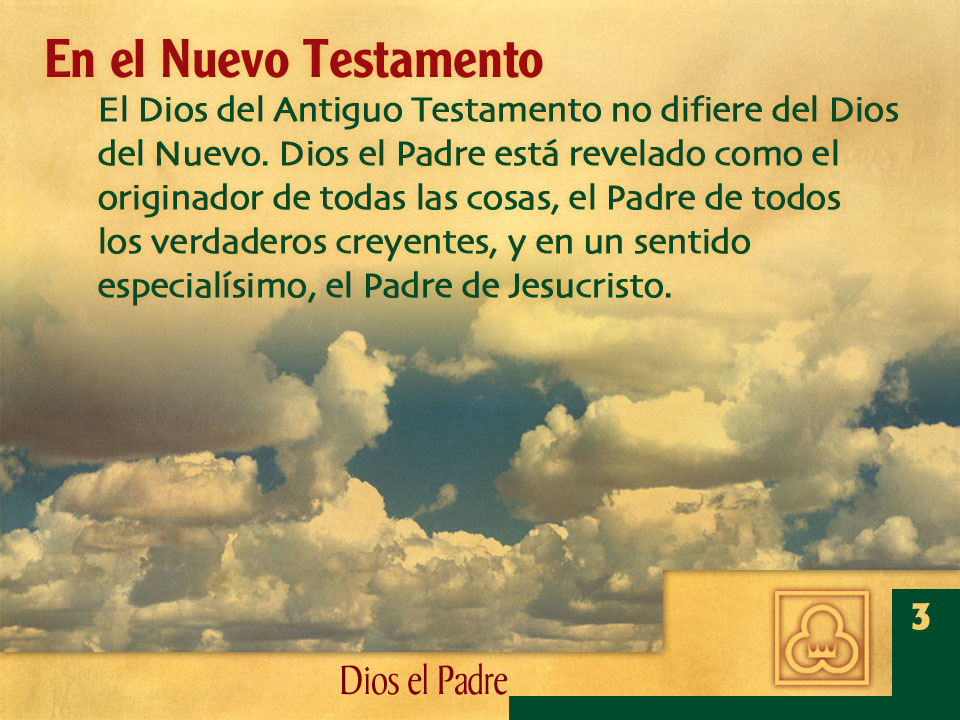 En el Nuevo Testamento
El Dios del Antiguo Testamento no difiere del Dios
del Nuevo. Dios el Padre está revelado como el
originador de todas las cosas, el Padre de todos
los verdaderos creyentes, y en un sentido
especialísimo, el Padre de Jesucristo.
3
Dios el Padre